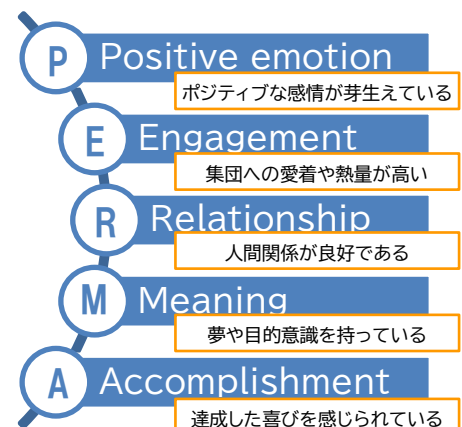 P Positive emotion
ポジティブな感情が芽生えている
E Engagement
集団への愛着や熱量が高い
R Relationship
人間関係が良好である
M Meaning
夢や目的意識を持っている
A Accomplishment
達成した喜びを感じられている